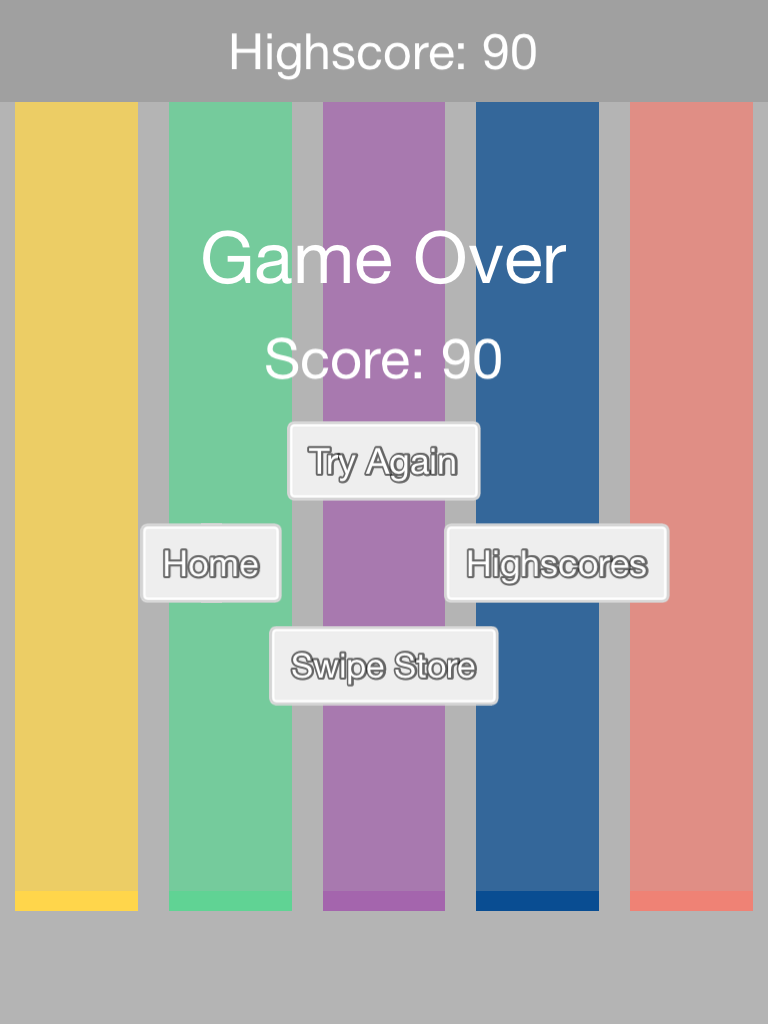 Highscore: 90
Game Over
Score: 90
Try Again
Home
Highscores
Swipe Store